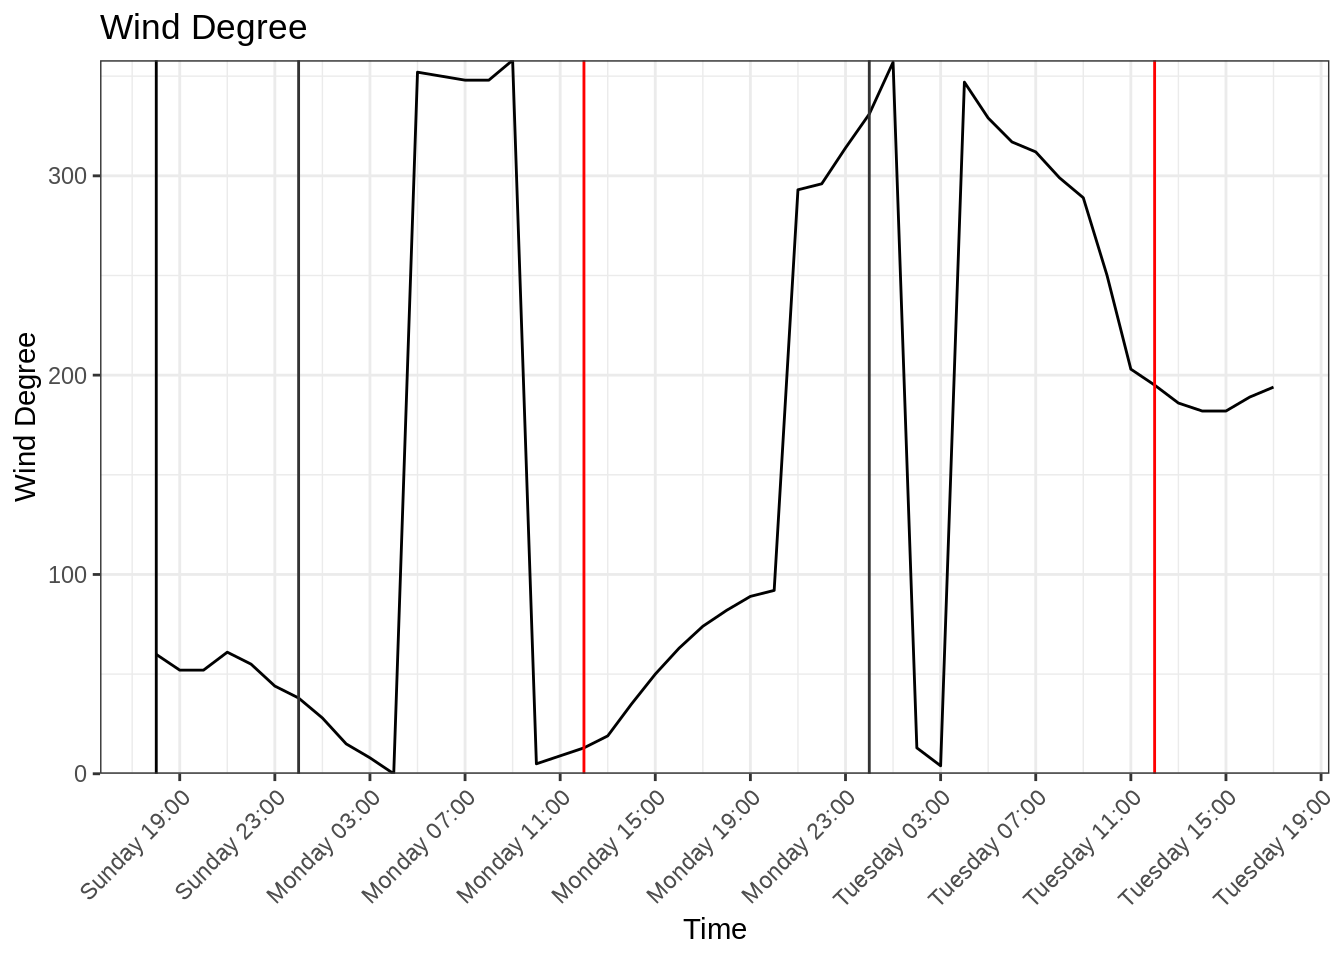 Wind Degree
Wind Degree
300
200
100
0
Sunday 19:00
Sunday 23:00
Monday 03:00
Monday 07:00
Monday 11:00
Monday 15:00
Monday 19:00
Monday 23:00
Tuesday 03:00
Tuesday 07:00
Tuesday 11:00
Tuesday 15:00
Tuesday 19:00
Time